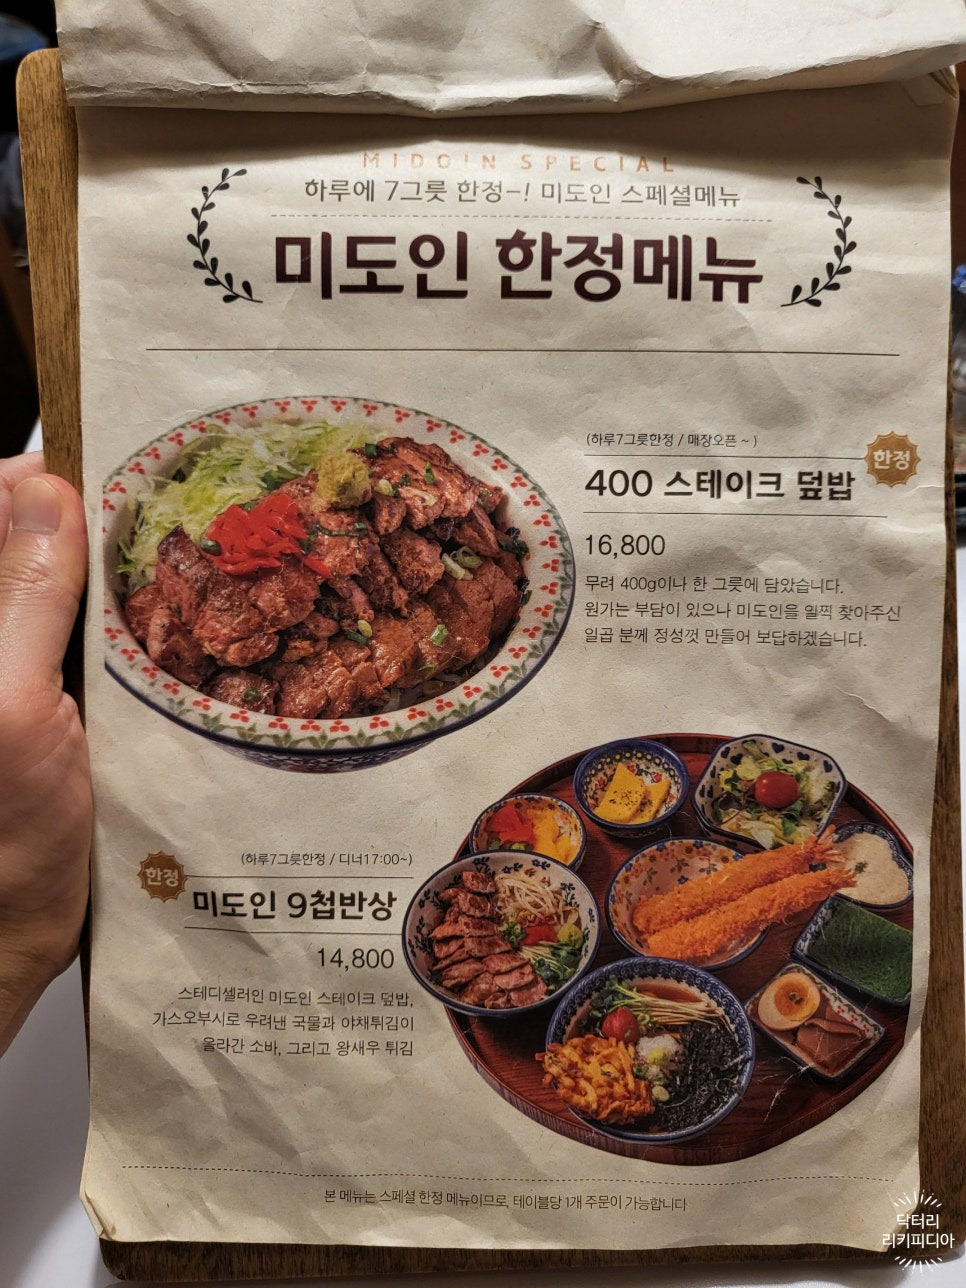 MIDOIN SPECIAL
하루에 7그릇 한정-! 미도인 스페셜메뉴
미도인 한정메뉴
(하루7그릇한정 / 매장오픈 ~ )
한정
400 스테이크 덮밥
16,800
무려 400g이나 한 그릇에 담았습니다.
원가는 부담이 있으나 미도인을 일찍 찾아주신
일곱 분께 정성껏 만들어 보답하겠습니다.
(하루7그릇한정 / 디너17:00~)
한정
미도인 9첩반상
14,800
스테디셀러인 미도인 스테이크 덮밥,
가스오부시로 우려낸 국물과 야채튀김이
올라간 소바, 그리고 왕새우 튀김
본 메뉴는 스페셜 한정 메뉴이므로, 테이블당 1개 주문이 가능합니다
닥터리
리키피디아